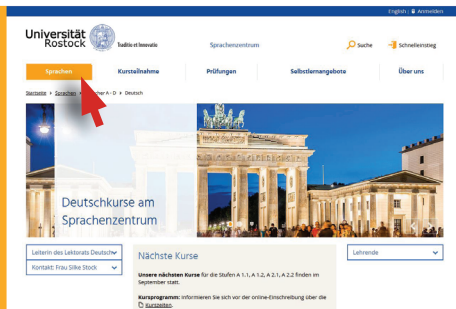 English / Anmelden
Universität
Rostock
Traditio et Innovatio
Sprachenzentrum
Suche
Schnelleinstieg
Sprachen
Kursteilnahme
Prüfungen
Selbstlernangebote
Über uns
Startseite Sprachen A - D Deutsch
Deutschkurse am
Sprachenzentrum
Leiterin des Lektorats Deutsch
Kontakt: Frau Silke Stock
Nächste Kurse
Unsere nächsten Kurse für die Stufen A 1.1, A 1.2, A 2.1, A 2.2 finden im
September statt.
Kursprogramm: Informieren Sie sich vor der online-Einschreibung über die
Kurszeiten.
Lehrende